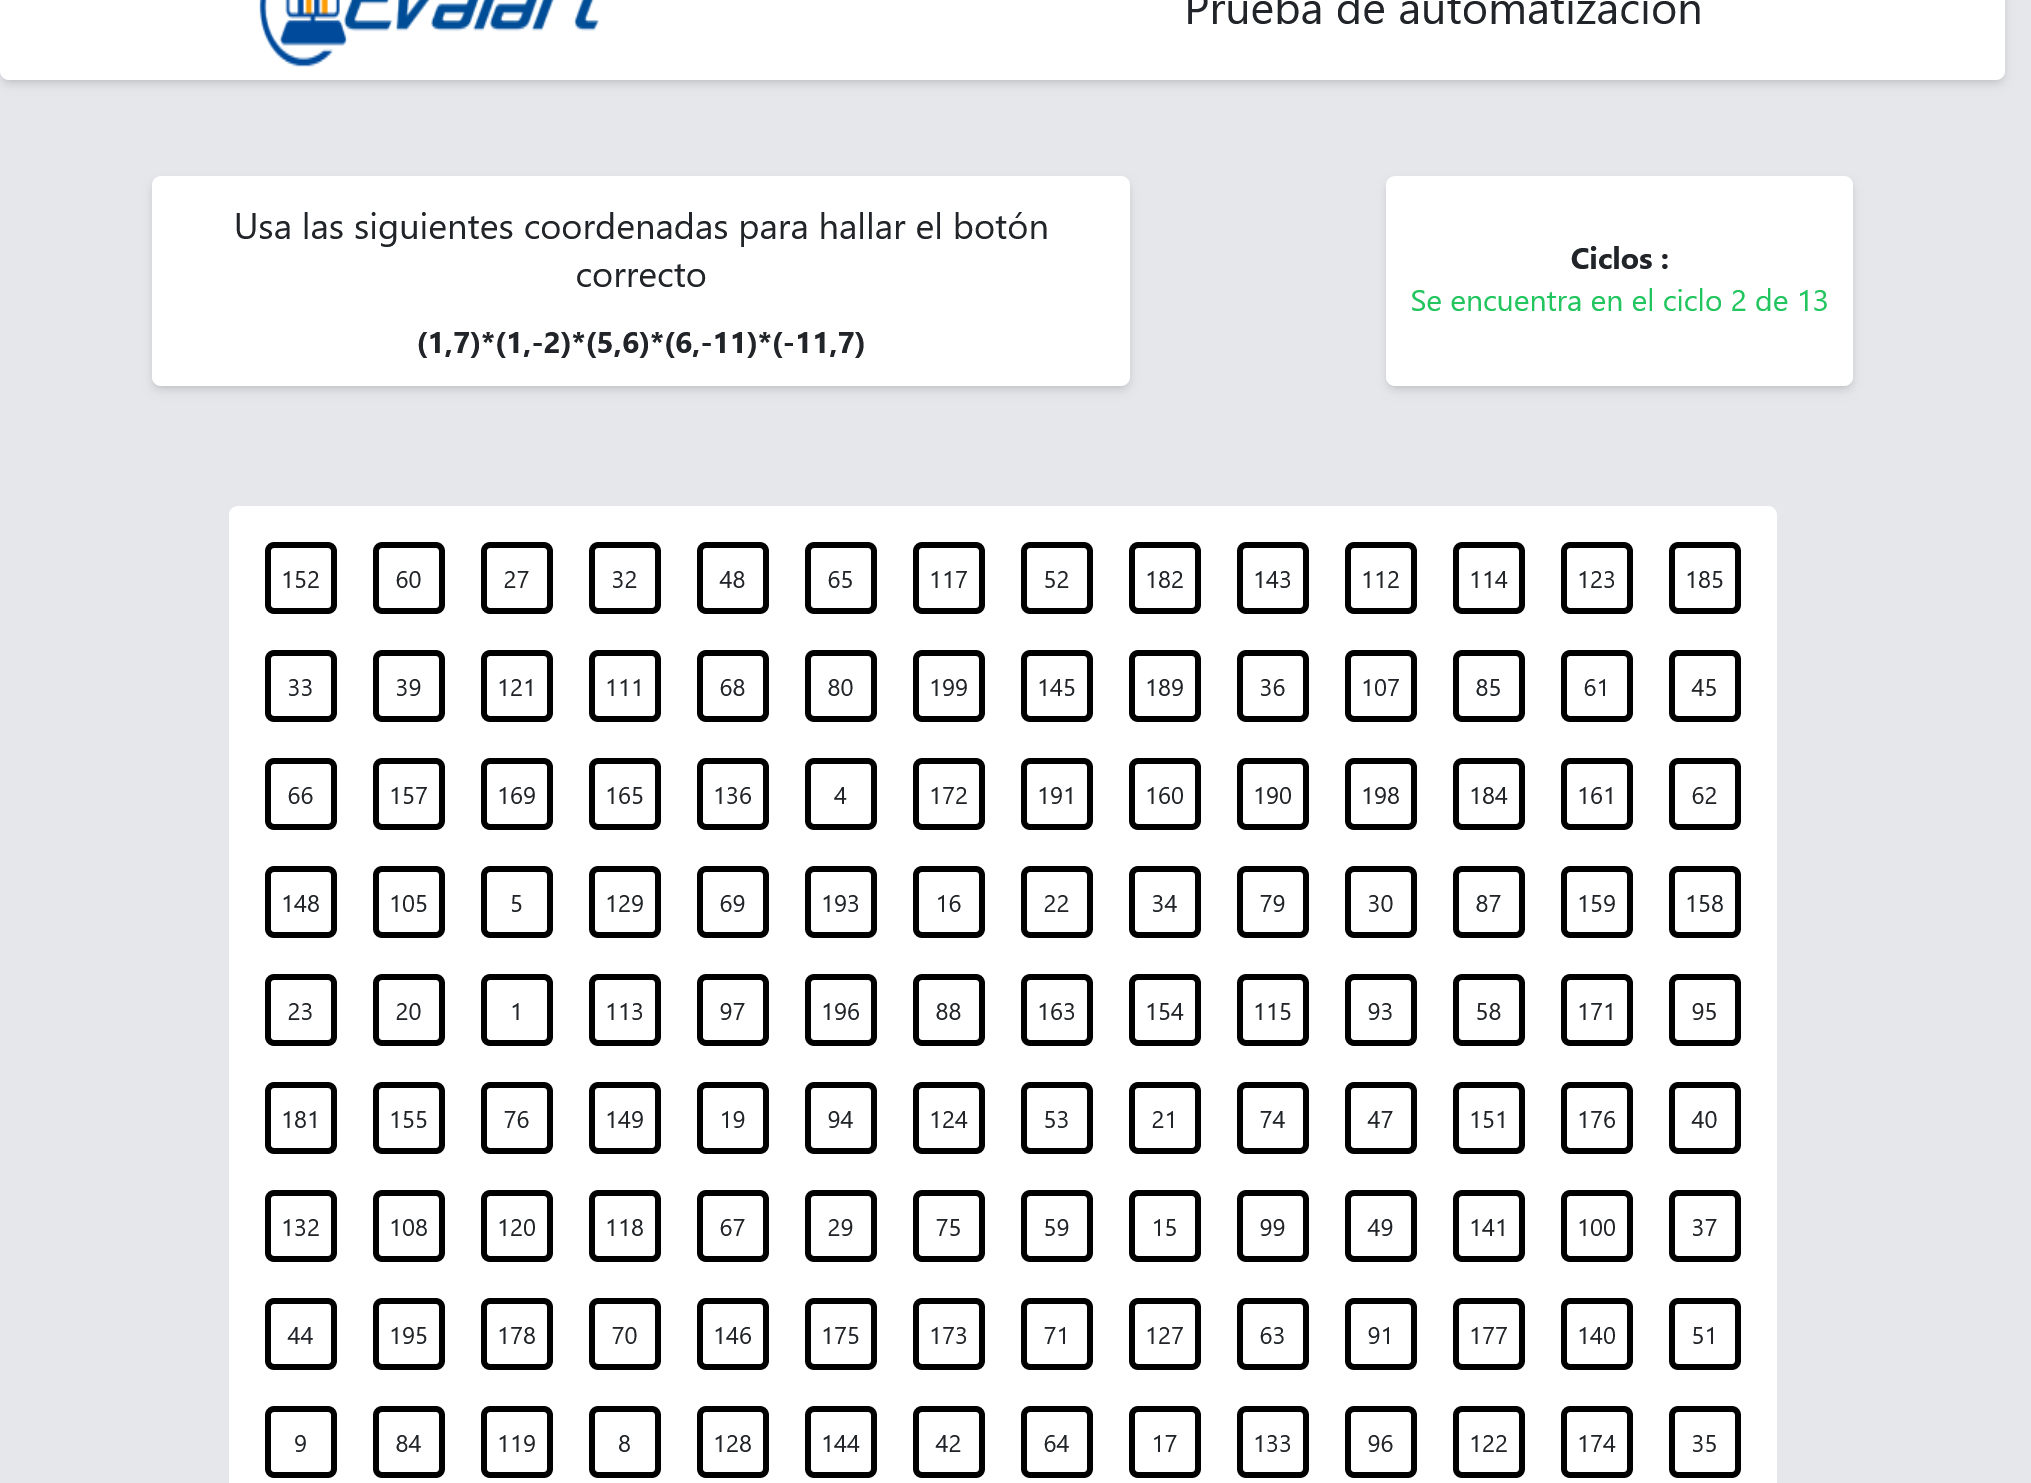 Evalart
Prueba de automatización
Usa las siguientes coordenadas para hallar el botón
correcto
(1,7)*(1,-2)*(5,6)*(6,-11)*(-11,7)
Ciclos :
Se encuentra en el ciclo 2 de 13
152 60 27 32 48 65 117 52 182 143 112 114 123 185
33 39 121 111 68 80 199 145 189 36 107 85 61 45
66 157 169 165 136 4 172 191 160 190 198 184 161 62
148 105 5 129 69 193 16 22 34 79 30 87 159 158
23 20 1 113 97 196 88 163 154 115 93 58 171 95
181 155 76 149 19 94 124 53 21 74 47 151 176 40
132 108 120 118 67 29 75 59 15 99 49 141 100 37
44 195 178 70 146 175 173 71 127 63 91 177 140 51
9 84 119 8 128 144 42 64 17 133 96 122 174 35